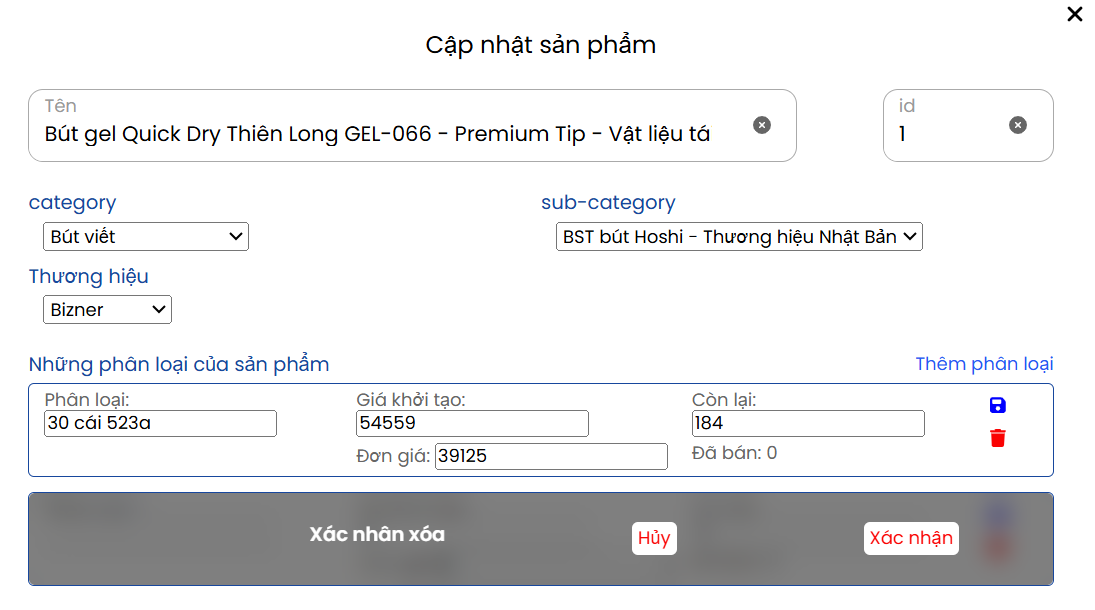 Cập nhật sản phẩm
Tên
Bút gel Quick Dry Thiên Long GEL-066 - Premium Tip - Vật liệu tá
id
1
category
sub-category
Bút viết
BST bút Hoshi - Thương hiệu Nhật Bản
Thương hiệu
Bizner
Những phân loại của sản phẩm
Thêm phân loại
Phân loại:
30 cái 523a
Giá khởi tạo:
54559
Đơn giá: 39125
Còn lại:
184
Đã bán: 0
Xác nhân xóa
Hủy
Xác nhận